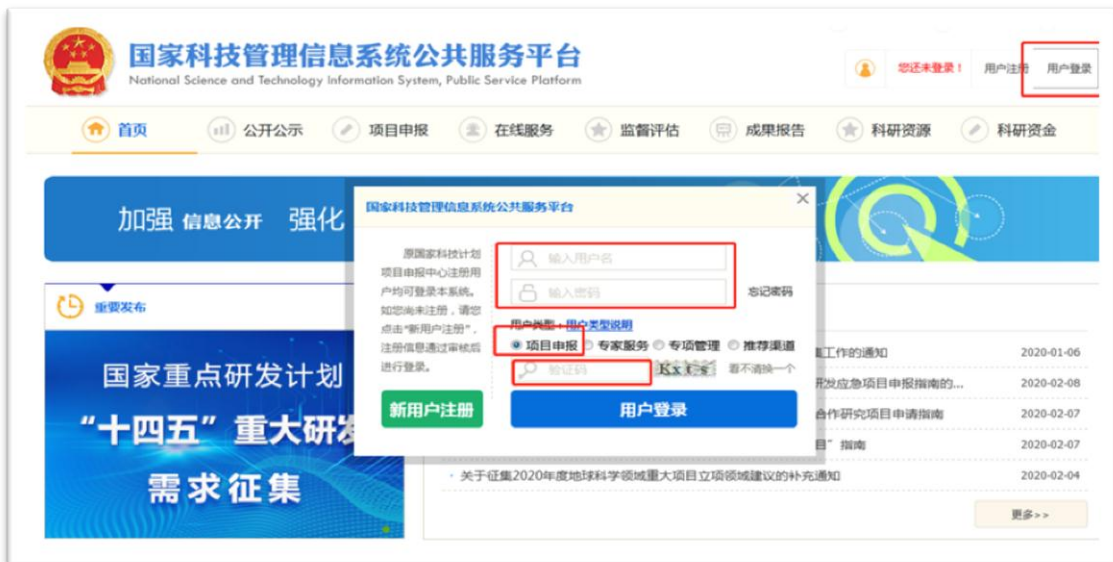 国家科技管理信息系统公共服务平台
National Science and Technology Information System, Public Service Platform
您还未登录！ 用户注册 用户登录
首页 公开公示 项目申报 在线服务 监督评估 成果报告 科研资源 科研资金
加强 信息公开 强化
国家科技管理信息系统公共服务平台
原国家科技计划
项目申报中心注册用
户均可登录本系统。
如您尚未注册，请您
点击“新用户注册”，
注册信息通过审核后
进行登录。
输入用户名
输入密码 忘记密码
用户类型：用户类型说明
项目申报 专家服务 专项管理 推荐渠道
验证码 看不清换一个
新用户注册 用户登录
重要发布
国家重点研发计划
“十四五”重大研发
需求征集
工作的通知 2020-01-06
研发应急项目申报指南的... 2020-02-08
合作研究项目申请指南 2020-02-07
目”指南 2020-02-07
关于征集2020年度地球科学领域重大项目立项领域建议的补充通知 2020-02-04
更多>>